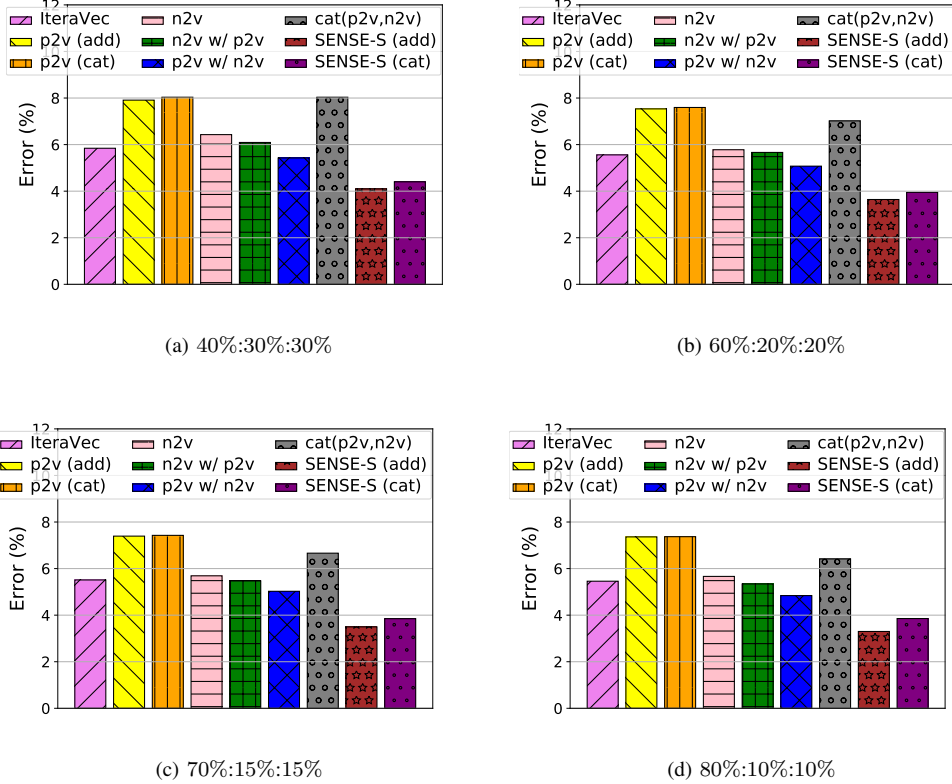 12
IteraVec n2v cat(p2v,n2v)
p2v (add) n2v w/ p2v SENSE-S (add)
10
p2v (cat) p2v w/ n2v SENSE-S (cat)
8
6
4
2
0
Error (%)
(a) 40%:30%:30%
12
IteraVec n2v cat(p2v,n2v)
p2v (add) n2v w/ p2v SENSE-S (add)
10
p2v (cat) p2v w/ n2v SENSE-S (cat)
8
6
4
2
0
Error (%)
(b) 60%:20%:20%
12
IteraVec n2v cat(p2v,n2v)
p2v (add) n2v w/ p2v SENSE-S (add)
10
p2v (cat) p2v w/ n2v SENSE-S (cat)
8
6
4
2
0
Error (%)
(c) 70%:15%:15%
12
IteraVec n2v cat(p2v,n2v)
p2v (add) n2v w/ p2v SENSE-S (add)
10
p2v (cat) p2v w/ n2v SENSE-S (cat)
8
6
4
2
0
Error (%)
(d) 80%:10%:10%